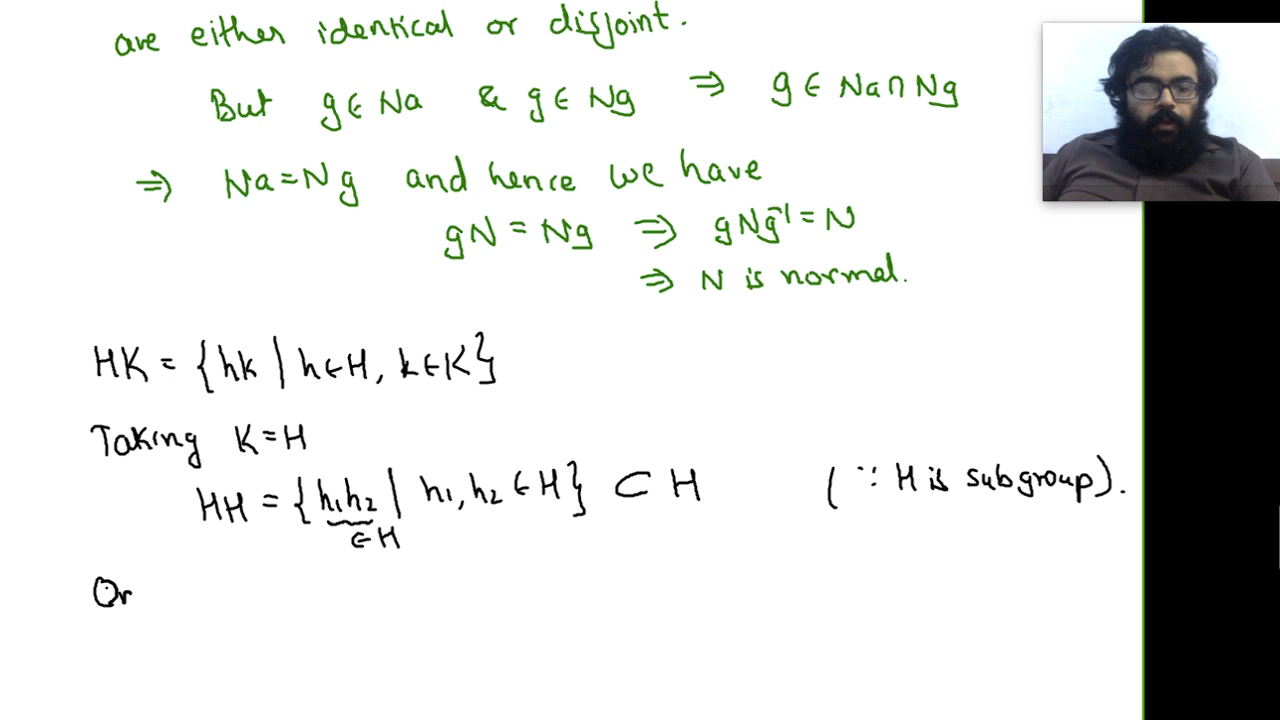 are either identical or disjoint.
But g ∈ Na & g ∈ Ng ⇒ g ∈ Na ∩ Ng
⇒ Na = Ng and hence we have
gN = Ng ⇒ gNg⁻¹ = N
⇒ N is normal.
HK = {hk | h ∈ H, k ∈ K}
Taking K = H
HH = {h₁h₂ | h₁, h₂ ∈ H} ⊂ H (∵ H is subgroup).
∈ H
Or